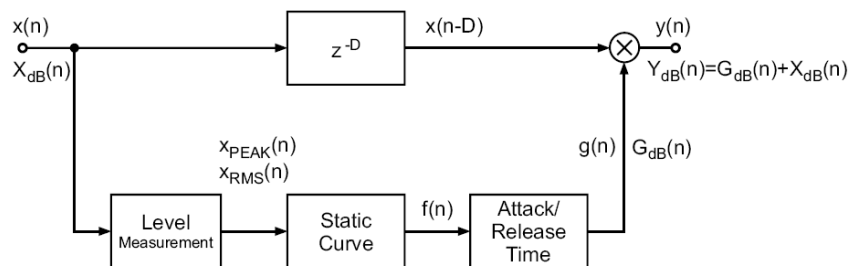 x(n)
X_dB(n)
z^-D
x(n-D)
y(n)
Y_dB(n)=G_dB(n)+X_dB(n)
x_PEAK(n)
x_RMS(n)
g(n)
G_dB(n)
Level
Measurement
Static
Curve
f(n)
Attack/
Release
Time